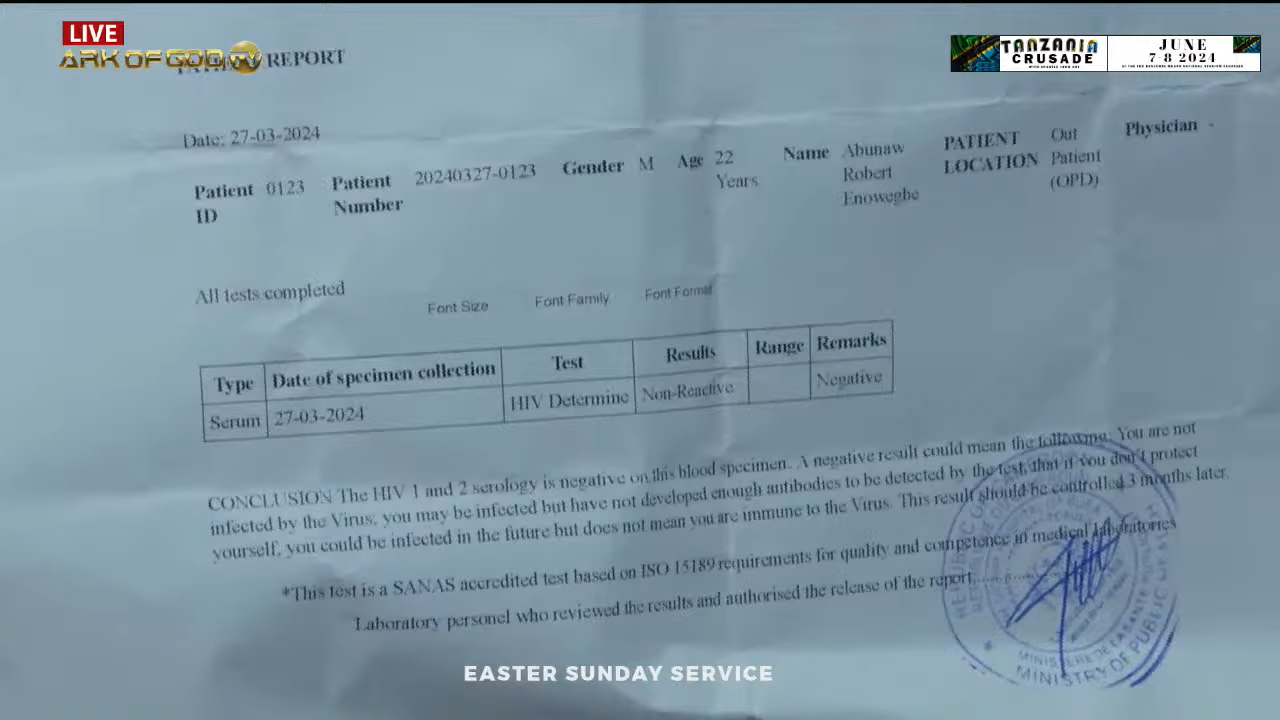 LIVE
ARK OF GOD TV
TANZANIA
CRUSADE
JUNE
7-8 2024
PATIENT REPORT
Date: 27-03-2024
Patient ID 0123 Patient Number 20240327-0123 Gender M Age 22 Years Name Abunaw Robert Enowegbe PATIENT LOCATION Out Patient (OPD) Physician -
All tests completed
Font Size Font Family Font Format
Type Date of specimen collection Test Results Range Remarks
Serum 27-03-2024 HIV Determine Non-Reactive Negative
CONCLUSION The HIV 1 and 2 serology is negative on this blood specimen. A negative result could mean the following: You are not
infected by the Virus; you may be infected but have not developed enough antibodies to be detected by the test, that if you don't protect
yourself, you could be infected in the future but does not mean you are immune to the Virus. This result should be controlled 3 months later.
*This test is a SANAS accredited test based on ISO 15189 requirements for quality and competence in medical laboratories
Laboratory personel who reviewed the results and authorised the release of the report
MINISTERE DE LA SANTE
MINISTRY OF PUBLIC
EASTER SUNDAY SERVICE